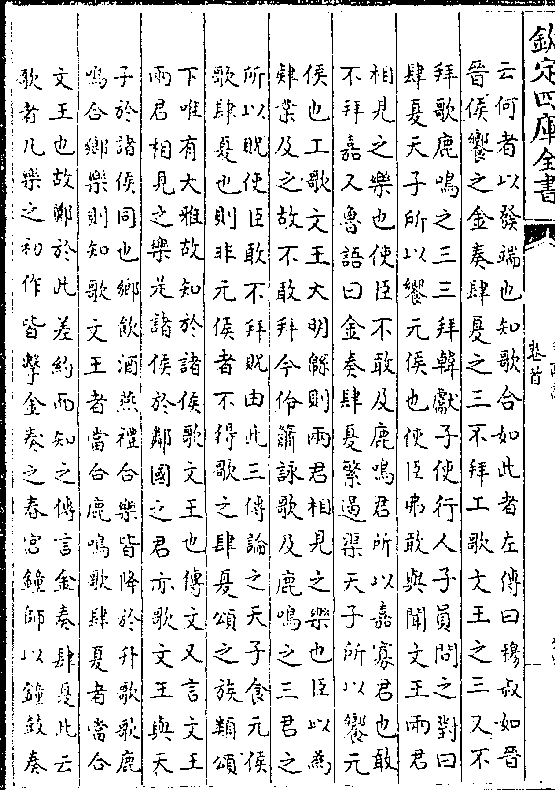 欽定四庫全書
卷首
云何者以發端也知歌合如此者左傳曰穆叔如晉
晉侯饗之金奏肆夏之三不拜工歌文王之三又不
拜歌鹿鳴之三三拜韓獻子使行人子員問之對曰
肆夏天子所以饗元侯也使臣弗敢與聞文王兩君
相見之樂也使臣不敢及鹿鳴君所以嘉寡君也敢
不拜嘉又魯語曰金奏肆夏繁遏渠天子所以饗元
侯也工歌文王大明緜則兩君相見之樂也臣以為
肄業及之故不敢拜今伶簫詠歌及鹿鳴之三君之
所以貺使臣敢不拜貺由此三傳論之天子食元侯
歌肆夏也則非元侯者不得歌之肆夏頌之族類頌
下唯有大雅故知於諸侯歌文王也傳文又言文王
兩君相見之樂是諸侯於鄰國之君亦歌文王與天
子於諸侯同也鄉飲酒燕禮合樂皆降於升歌歌鹿
鳴合鄉樂則知歌文王者當合鹿鳴歌肆夏者當合
文王也故鄭於此差約而知之傳言金奏肆夏此云
歌者凡樂之初作皆擊金奏之春官鐘師以鐘鼓奏